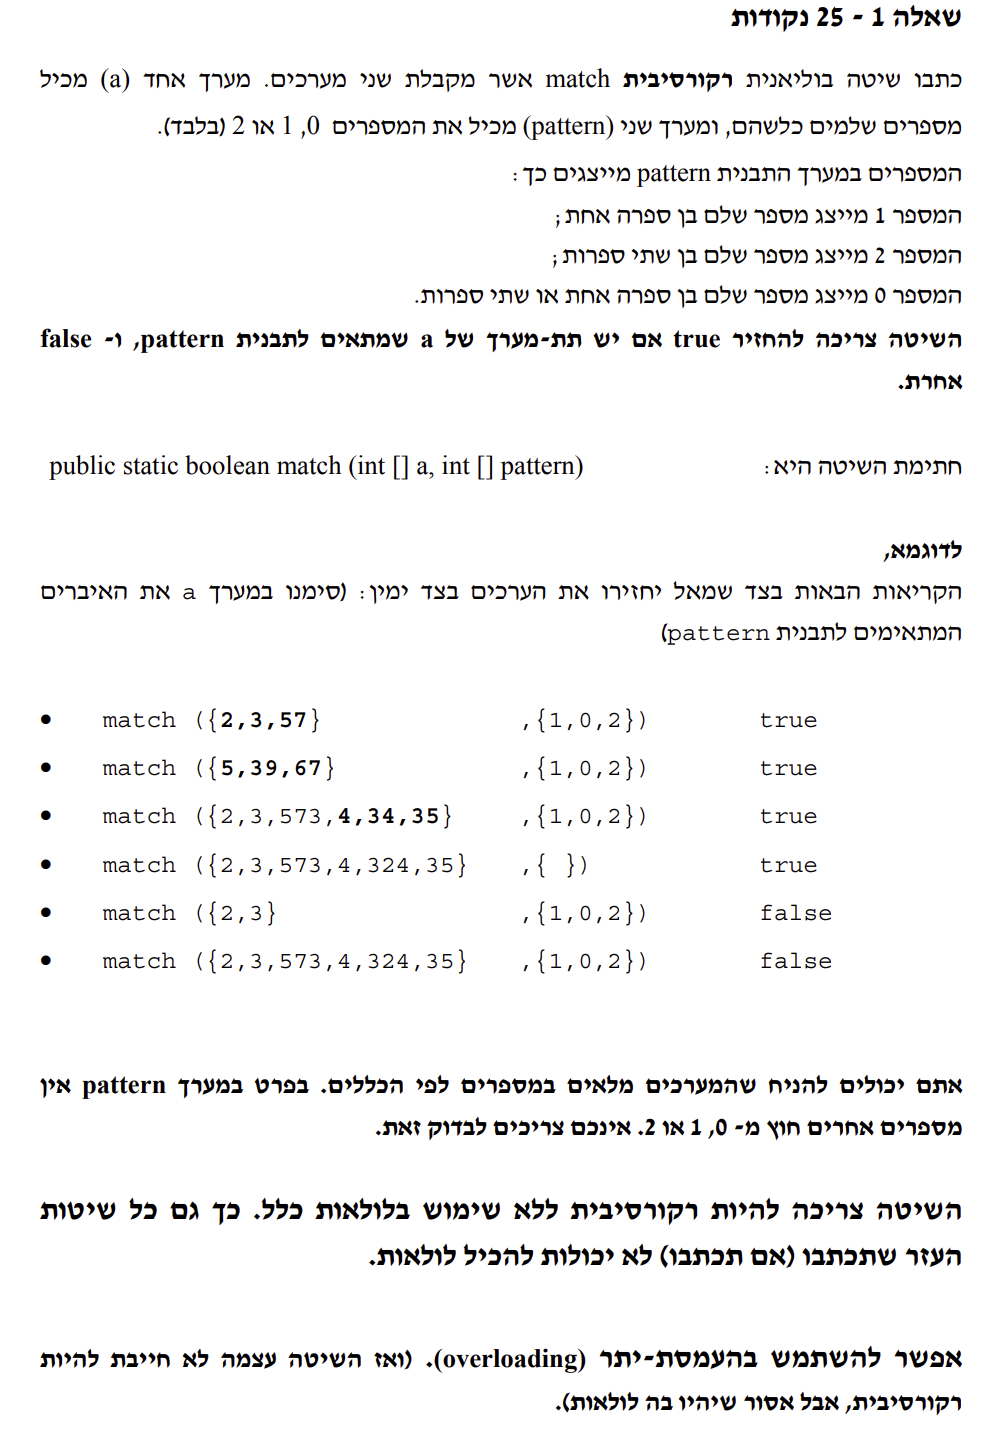 שאלה 1 - 25 נקודות
כתבו שיטה בוליאנית רקורסיבית match אשר מקבלת שני מערכים. מערך אחד (a) מכיל
מספרים שלמים כלשהם, ומערך שני (pattern) מכיל את המספרים 0, 1 או 2 (בלבד).
המספרים במערך התבנית pattern מייצגים כך:
המספר 1 מייצג מספר שלם בן ספרה אחת;
המספר 2 מייצג מספר שלם בן שתי ספרות;
המספר 0 מייצג מספר שלם בן ספרה אחת או שתי ספרות.
השיטה צריכה להחזיר true אם יש תת-מערך של a שמתאים לתבנית pattern, ו- false
אחרת.
חתימת השיטה היא: public static boolean match (int [] a, int [] pattern)
לדוגמא,
הקריאות הבאות בצד שמאל יחזירו את הערכים בצד ימין: (סימנו במערך a את האיברים
המתאימים לתבנית pattern)
• match ({2,3,57} ,{1,0,2}) true
• match ({5,39,67} ,{1,0,2}) true
• match ({2,3,573,4,34,35} ,{1,0,2}) true
• match ({2,3,573,4,324,35} ,{ }) true
• match ({2,3} ,{1,0,2}) false
• match ({2,3,573,4,324,35} ,{1,0,2}) false
אתם יכולים להניח שהמערכים מלאים במספרים לפי הכללים. בפרט במערך pattern אין
מספרים אחרים חוץ מ- 0, 1 או 2. אינכם צריכים לבדוק זאת.
השיטה צריכה להיות רקורסיבית ללא שימוש בלולאות כלל. כך גם כל שיטות
העזר שתכתבו (אם תכתבו) לא יכולות להכיל לולאות.
אפשר להשתמש בהעמסת-יתר (overloading). (ואז השיטה עצמה לא חייבת להיות
רקורסיבית, אבל אסור שיהיו בה לולאות).